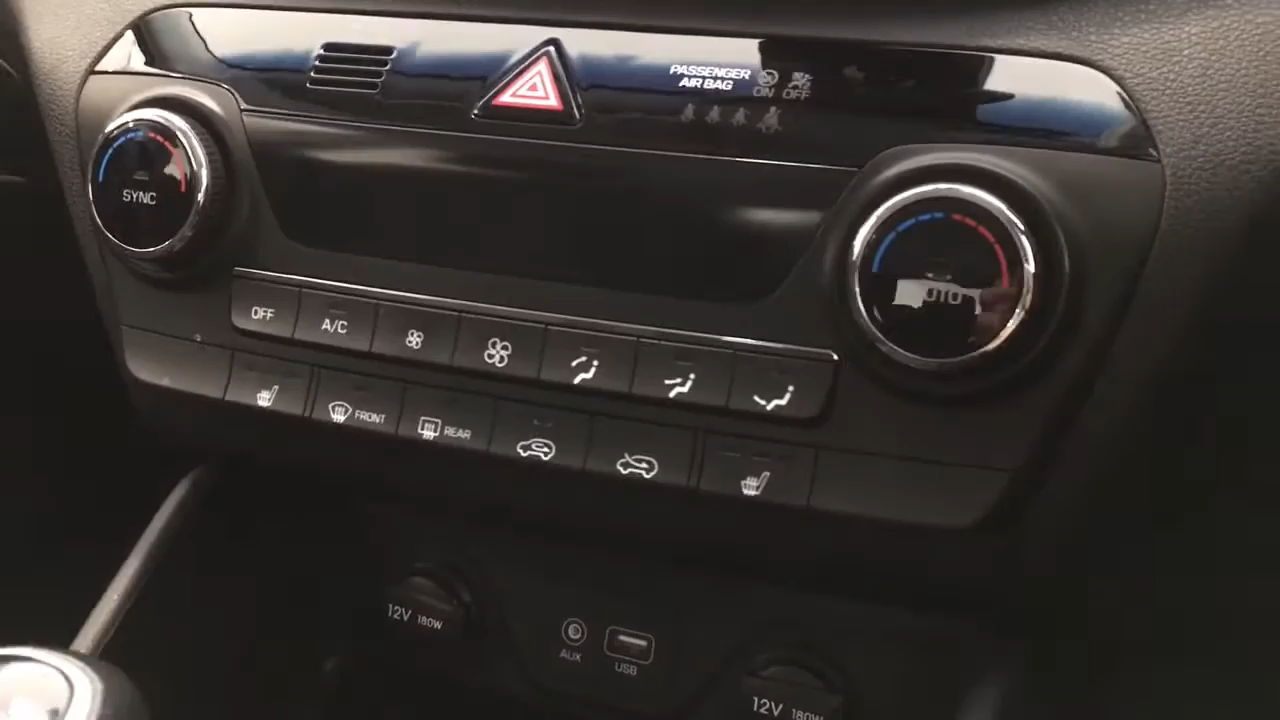 PASSENGER
AIR BAG
ON OFF
SYNC
OFF
A/C
FRONT
REAR
12V 180W
AUX
USB
12V 180W